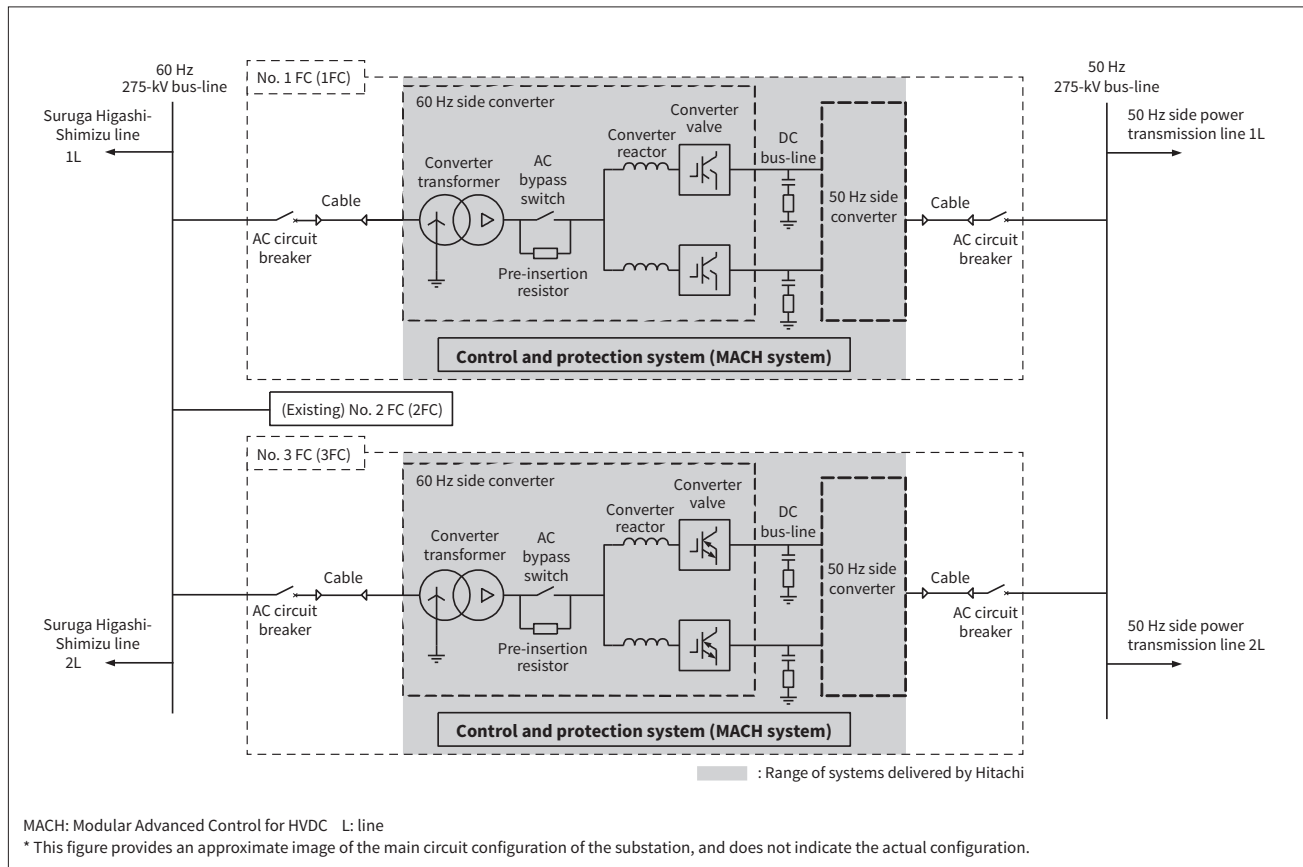 60 Hz
275-kV bus-line
Suruga Higashi-
Shimizu line
1L
No. 1 FC (1FC)
60 Hz side converter
Converter
transformer
AC
bypass
switch
Pre-insertion
resistor
Converter
reactor
Converter
valve
DC
bus-line
50 Hz side
converter
Cable
AC circuit
breaker
Cable
AC circuit
breaker
Control and protection system (MACH system)
50 Hz
275-kV bus-line
50 Hz side power
transmission line 1L
(Existing) No. 2 FC (2FC)
No. 3 FC (3FC)
60 Hz side converter
Converter
transformer
AC
bypass
switch
Pre-insertion
resistor
Converter
reactor
Converter
valve
DC
bus-line
50 Hz side
converter
Cable
AC circuit
breaker
Cable
AC circuit
breaker
Control and protection system (MACH system)
Suruga Higashi-
Shimizu line
2L
50 Hz side power
transmission line 2L
: Range of systems delivered by Hitachi
MACH: Modular Advanced Control for HVDC L: line
* This figure provides an approximate image of the main circuit configuration of the substation, and does not indicate the actual configuration.